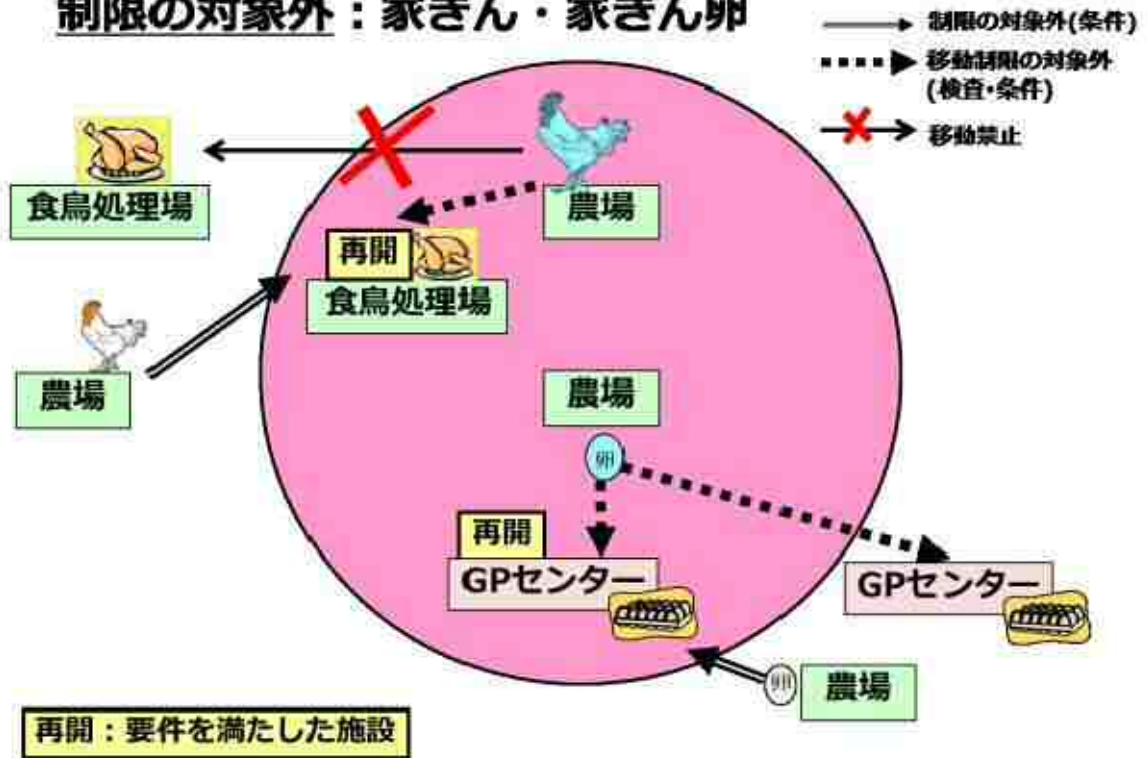 制限の対象外：家きん・家きん卵
制限の対象外(条件)
移動制限の対象外
(検査・条件)
移動禁止
食鳥処理場
農場
再開
食鳥処理場
農場
農場
卵
再開
GPセンター
GPセンター
卵
農場
再開：要件を満たした施設